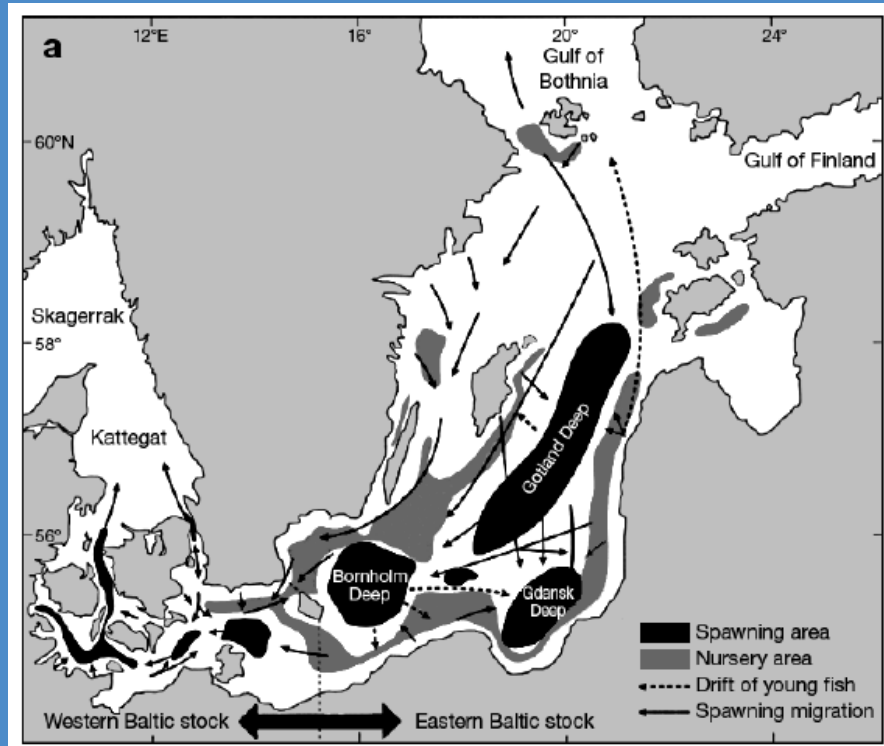 a
12°E
16°
20°
24°
Gulf of
Bothnia
60°N
Gulf of Finland
Skagerrak
58°
Kattegat
Gotland Deep
56°
Bornholm
Deep
Gdansk
Deep
Spawning area
Nursery area
Drift of young fish
Spawning migration
Western Baltic stock
Eastern Baltic stock